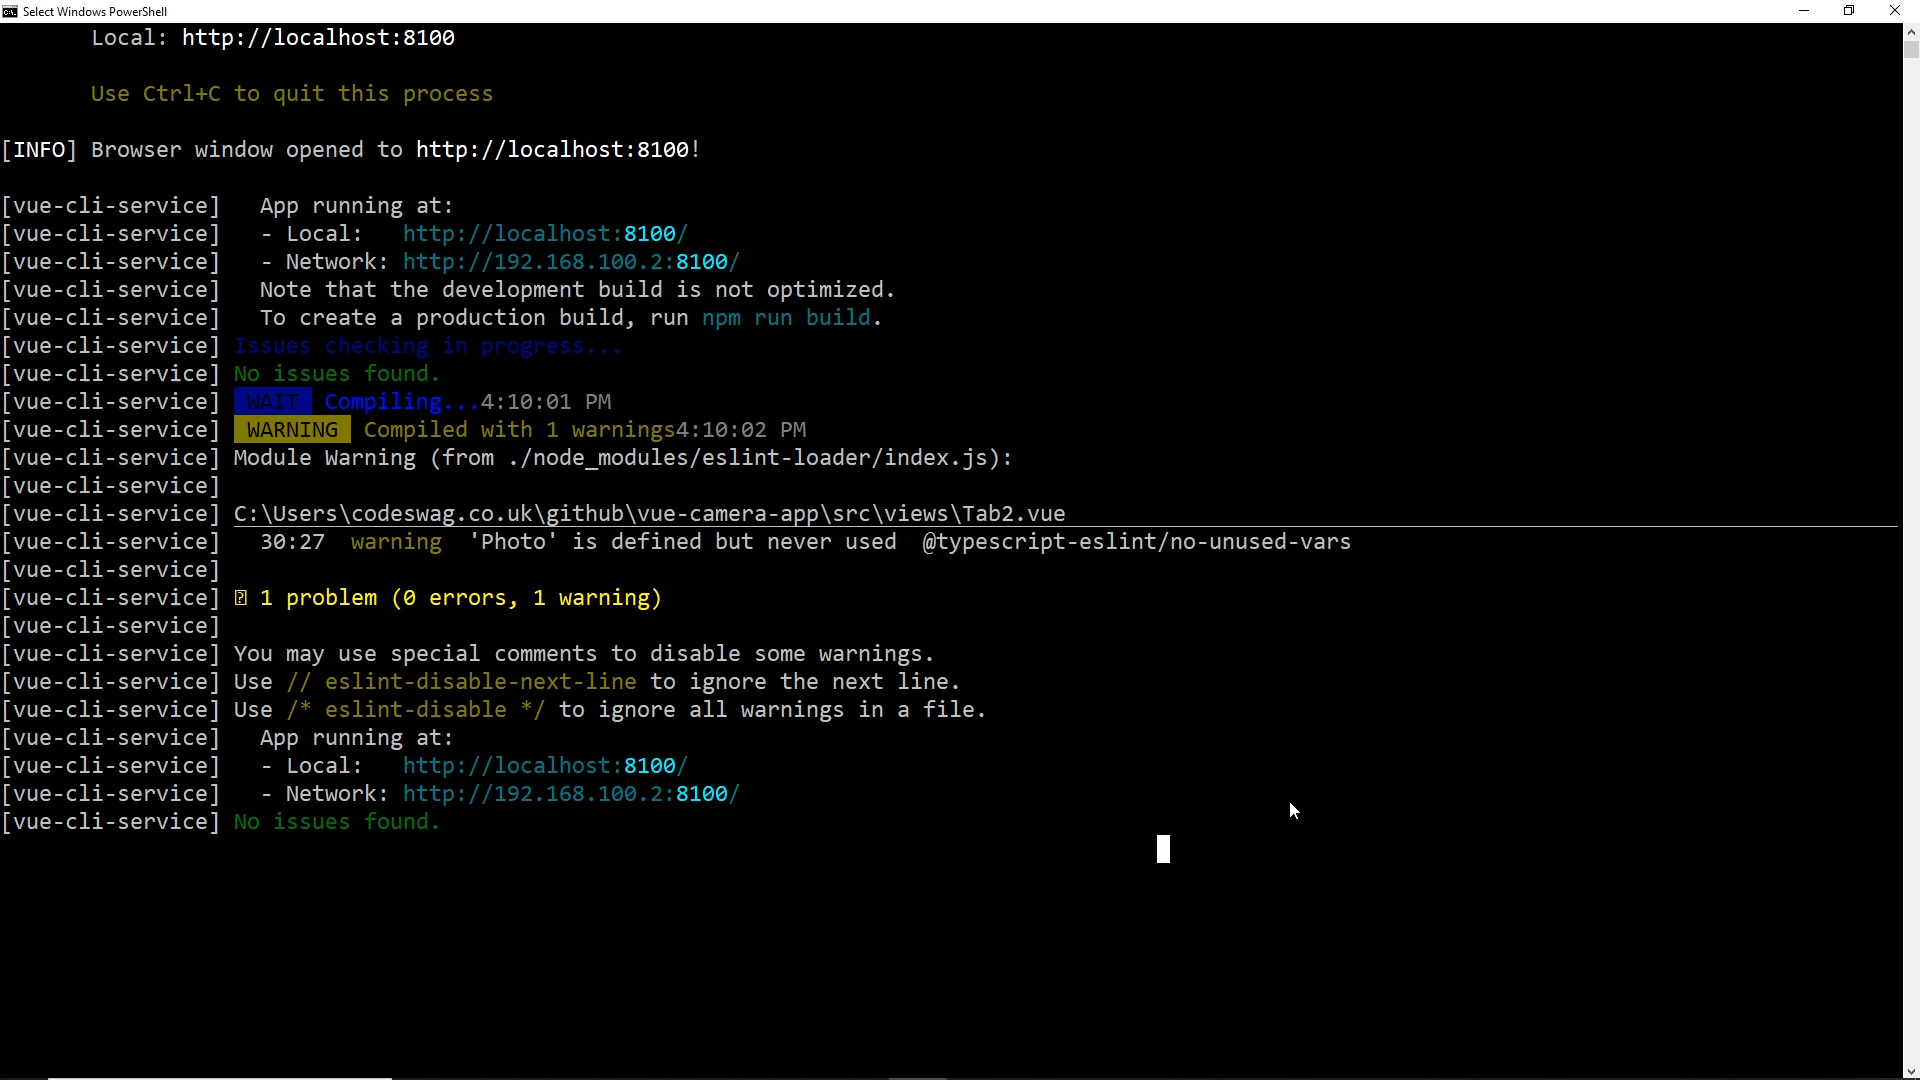 Select Windows PowerShell
Local: http://localhost:8100
Use Ctrl+C to quit this process
[INFO] Browser window opened to http://localhost:8100!
[vue-cli-service]   App running at:
[vue-cli-service]   - Local:   http://localhost:8100/
[vue-cli-service]   - Network: http://192.168.100.2:8100/
[vue-cli-service]   Note that the development build is not optimized.
[vue-cli-service]   To create a production build, run npm run build.
[vue-cli-service] Issues checking in progress...
[vue-cli-service] No issues found.
[vue-cli-service]  WAIT  Compiling...4:10:01 PM
[vue-cli-service]  WARNING  Compiled with 1 warnings4:10:02 PM
[vue-cli-service] Module Warning (from ./node_modules/eslint-loader/index.js):
[vue-cli-service]
[vue-cli-service] C:\Users\codeswag.co.uk\github\vue-camera-app\src\views\Tab2.vue
[vue-cli-service]   30:27  warning  'Photo' is defined but never used  @typescript-eslint/no-unused-vars
[vue-cli-service]
[vue-cli-service] 1 problem (0 errors, 1 warning)
[vue-cli-service]
[vue-cli-service] You may use special comments to disable some warnings.
[vue-cli-service] Use // eslint-disable-next-line to ignore the next line.
[vue-cli-service] Use /* eslint-disable */ to ignore all warnings in a file.
[vue-cli-service]   App running at:
[vue-cli-service]   - Local:   http://localhost:8100/
[vue-cli-service]   - Network: http://192.168.100.2:8100/
[vue-cli-service] No issues found.